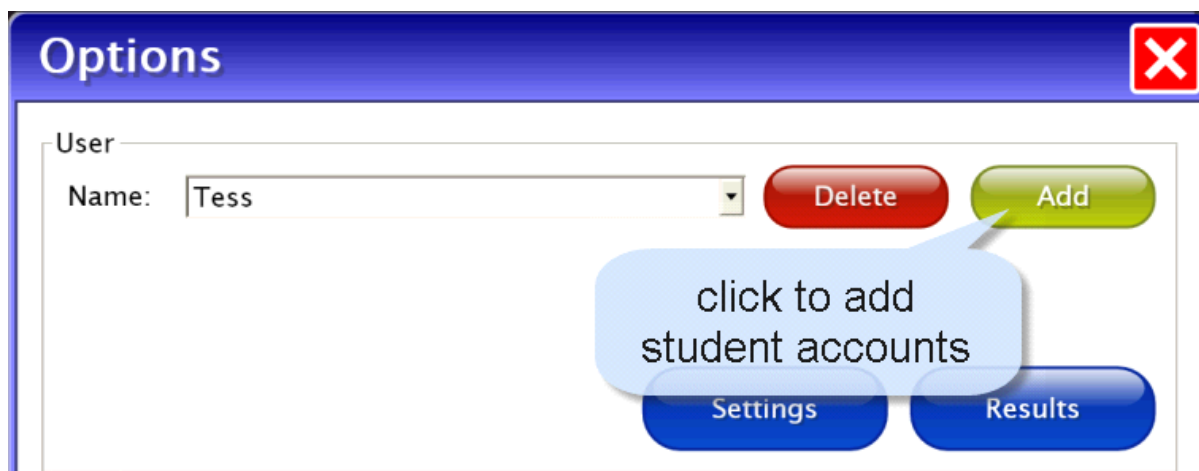 Options
User
Name: Tess Delete Add
click to add
student accounts
Settings Results